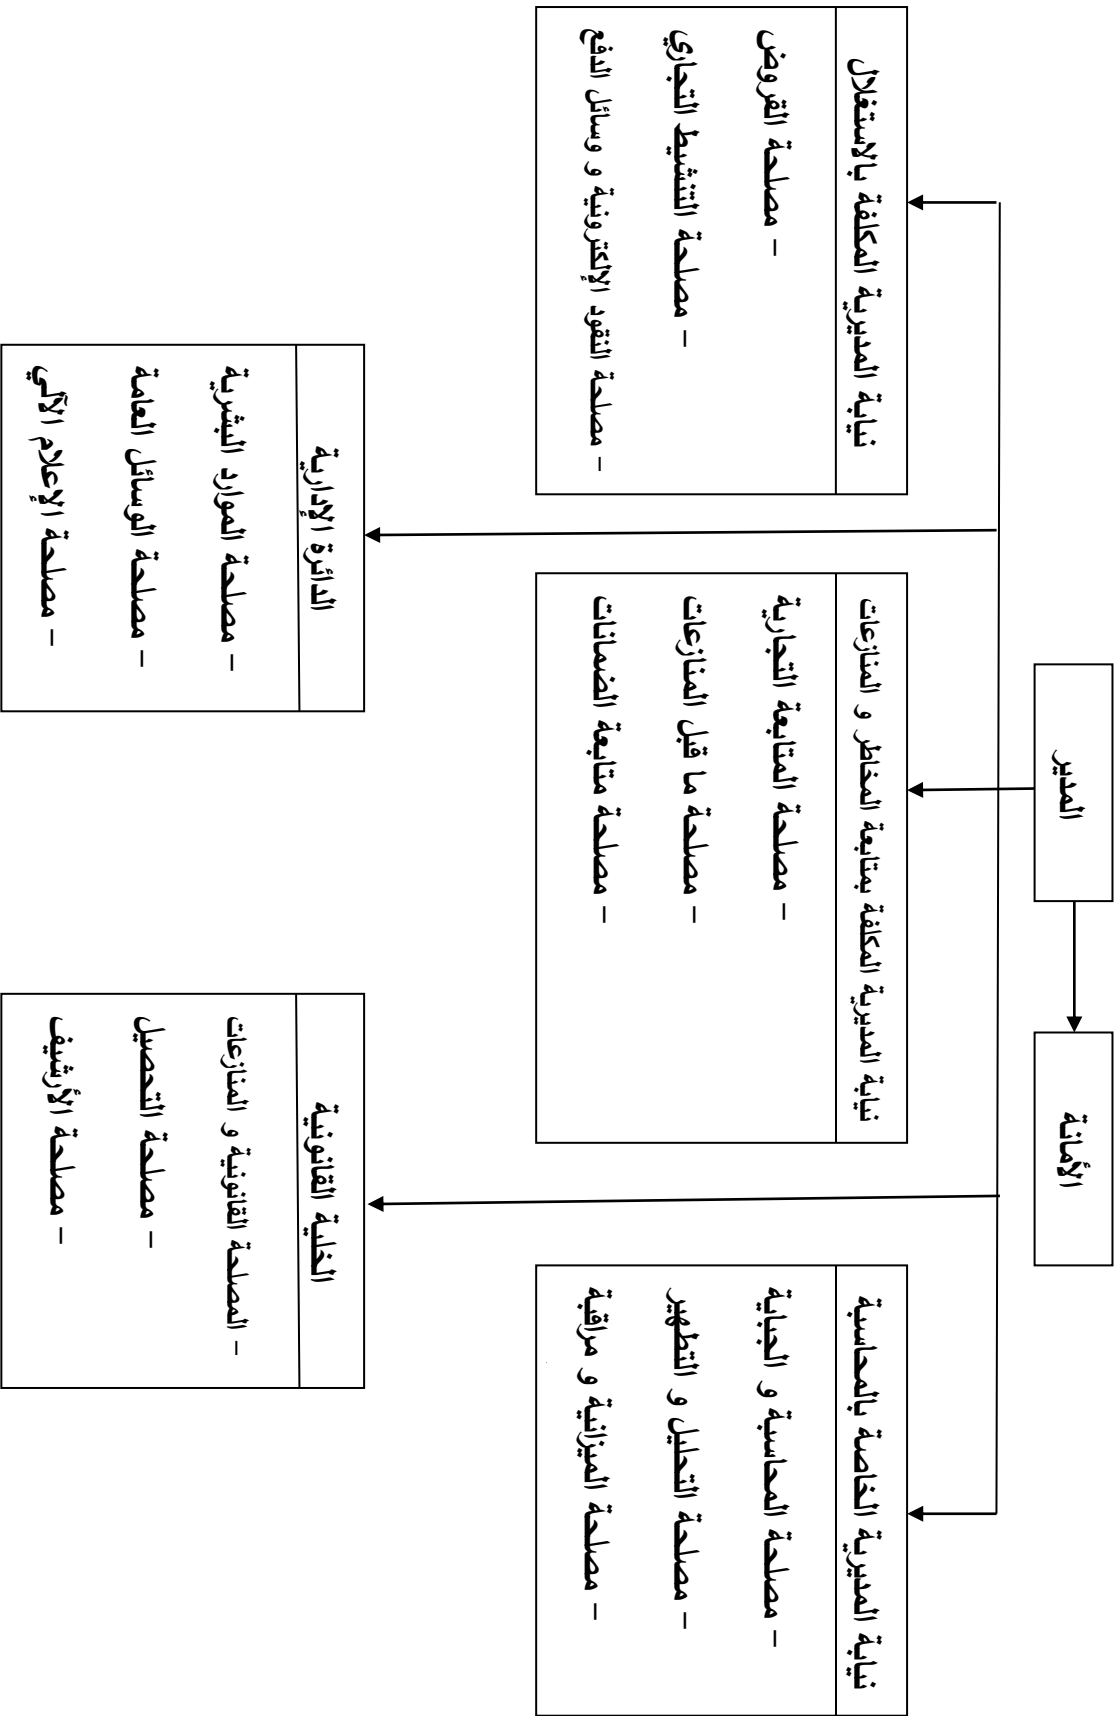 المدير
الأمانة
نيابة المديرية الخاصة بالمحاسبة
- مصلحة المحاسبة و الجباية
- مصلحة التحليل و التطهير
- مصلحة الميزانية و مراقبة
نيابة المديرية المكلفة بمتابعة المخاطر و المنازعات
- مصلحة المتابعة التجارية
- مصلحة ما قبل المنازعات
- مصلحة متابعة الضمانات
نيابة المديرية المكلفة بالاستغلال
- مصلحة القروض
- مصلحة التنشيط التجاري
- مصلحة النقود الإلكترونية و وسائل الدفع
الخلية القانونية
- المصلحة القانونية و المنازعات
- مصلحة التحصيل
- مصلحة الأرشيف
الدائرة الإدارية
- مصلحة الموارد البشرية
- مصلحة الوسائل العامة
- مصلحة الإعلام الآلي